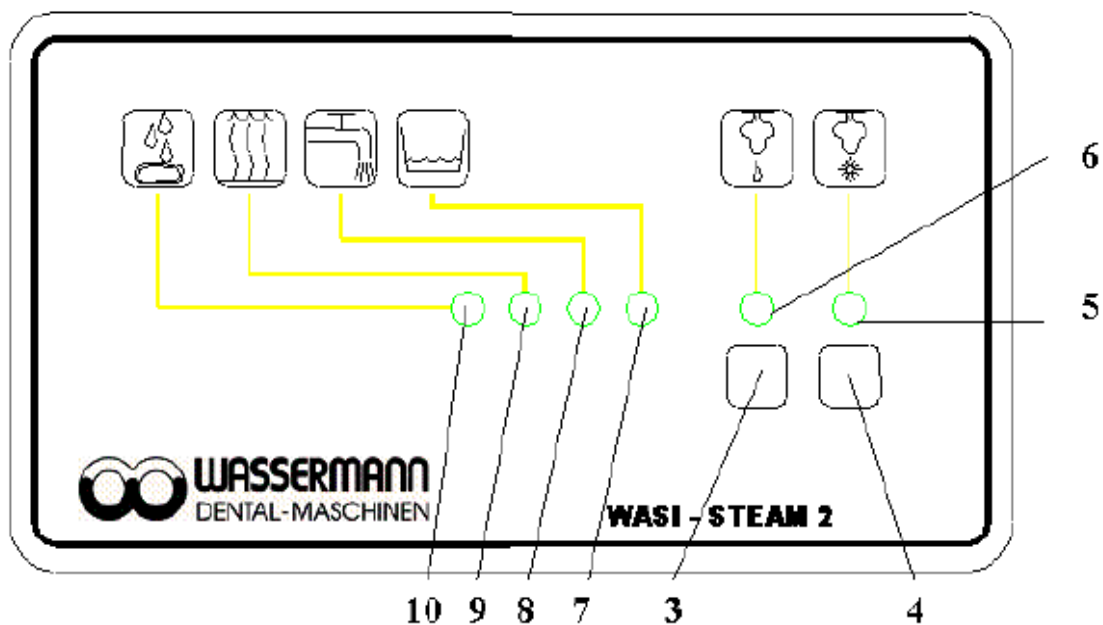 6
5
WASSERMANN
DENTAL-MASCHINEN
WASI - STEAM 2
10 9 8 7 3 4